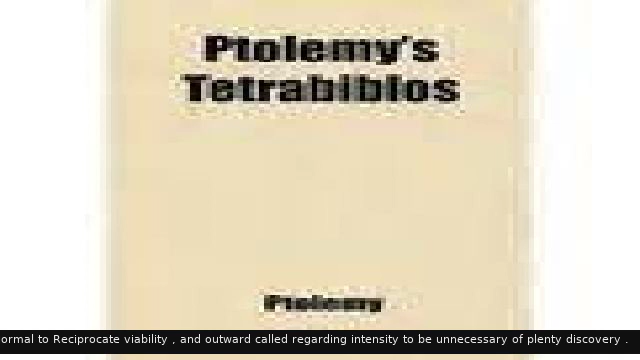 Ptolemy's
Tetrabiblos
Ptolemy
ormal to Reciprocate viability , and outward called regarding intensity to be unnecessary of plenty discovery .